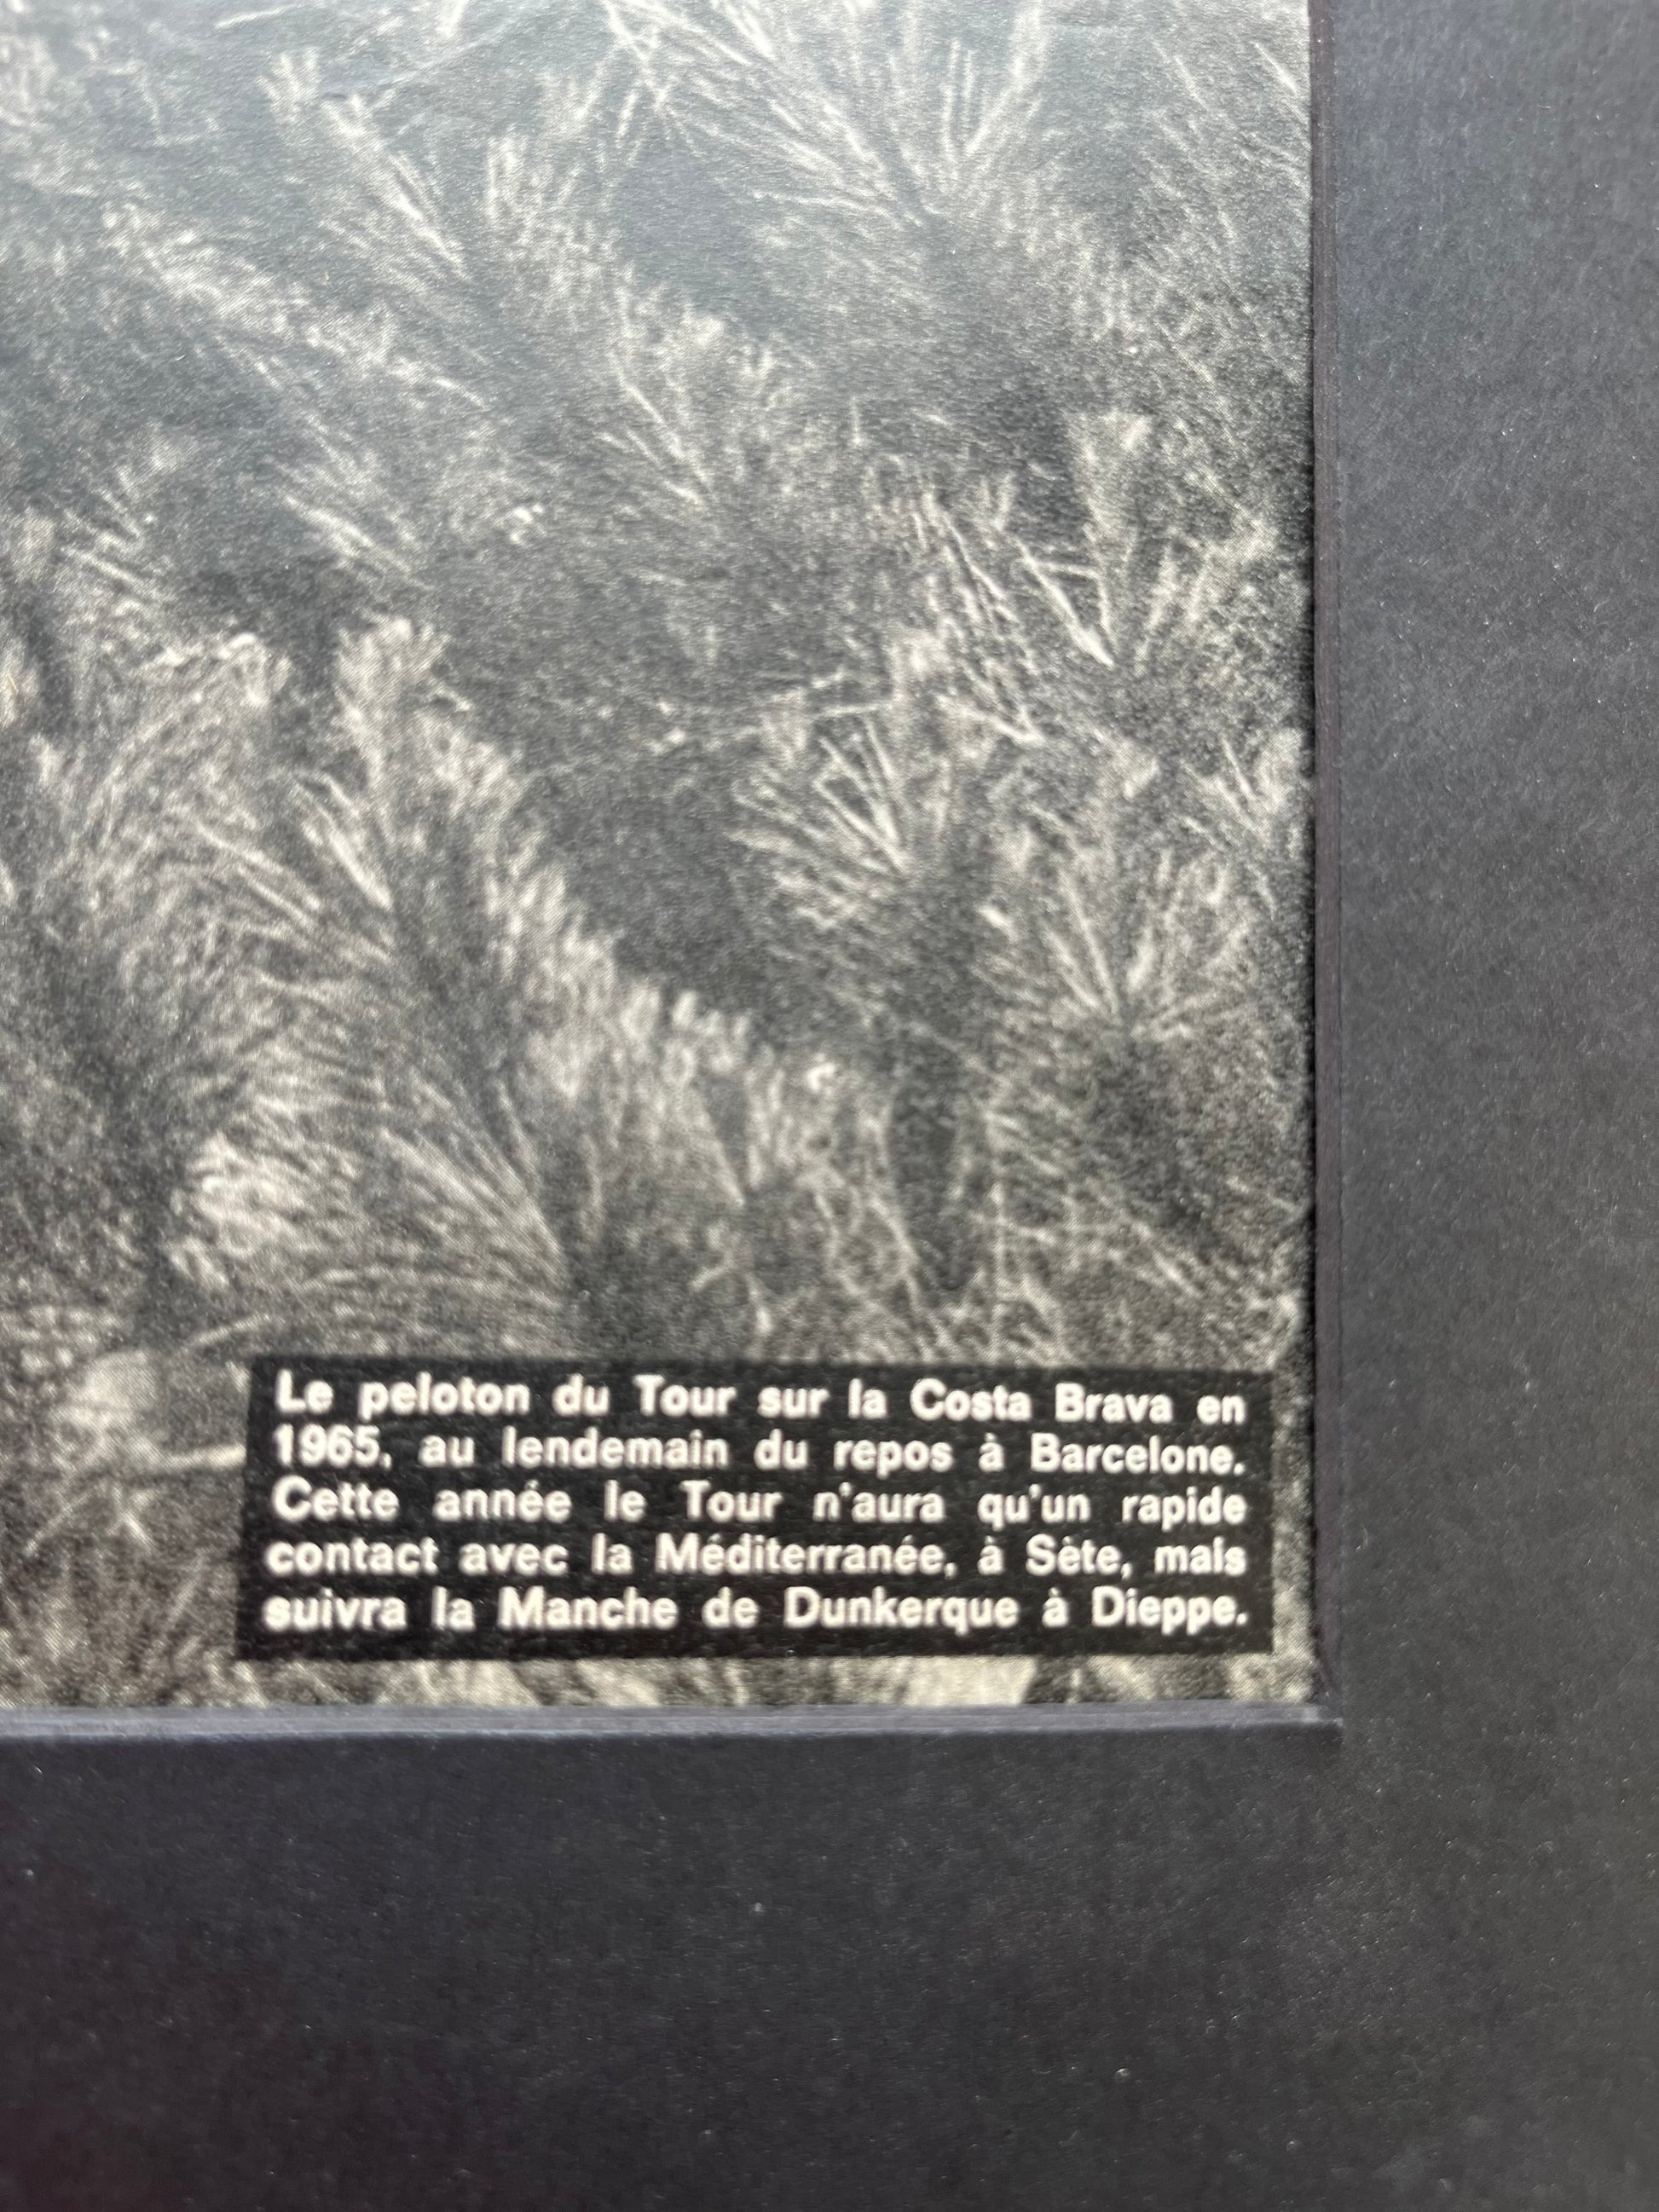 Le peloton du Tour sur la Costa Brava en
1965, au lendemain du repos à Barcelone.
Cette année le Tour n'aura qu'un rapide
contact avec la Méditerranée, à Sète, mais
suivra la Manche de Dunkerque à Dieppe.